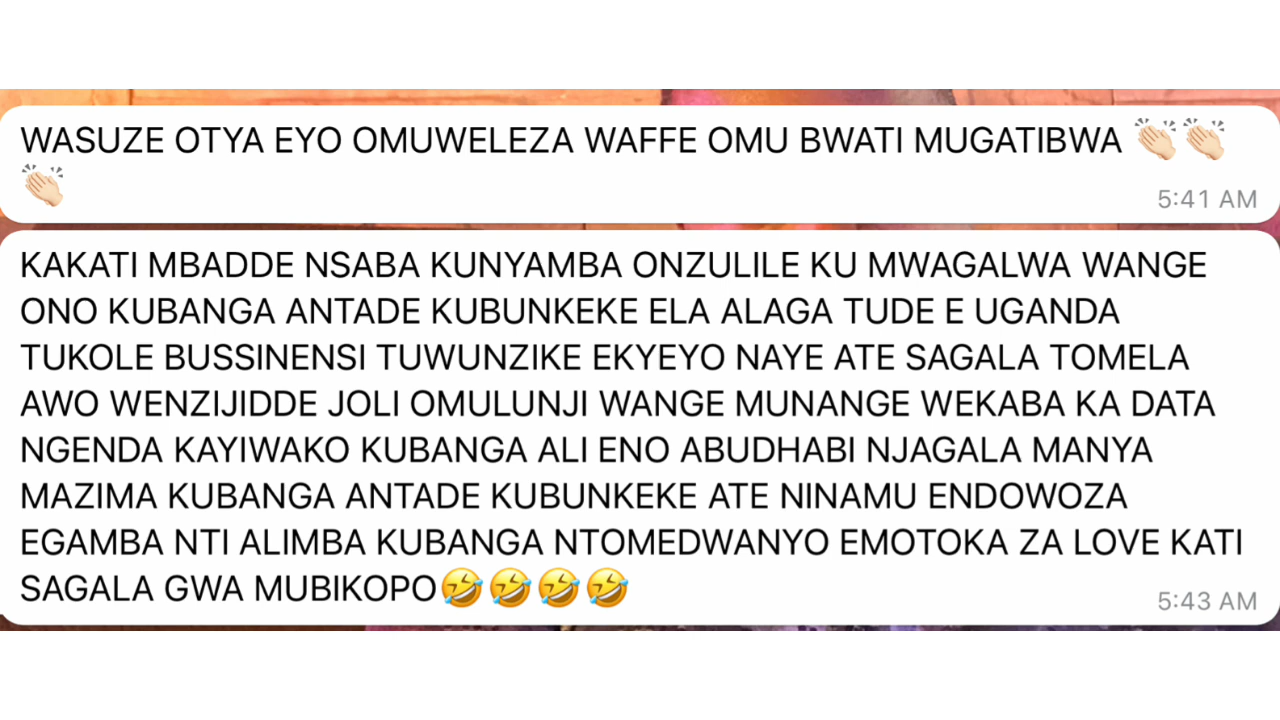 WASUZE OTYA EYO OMUWELEZA WAFFE OMU BWATI MUGATIBWA 👏🏻👏🏻
👏🏻
5:41 AM
KAKATI MBADDE NSABA KUNYAMBA ONZULILE KU MWAGALWA WANGE
ONO KUBANGA ANTADE KUBUNKEKE ELA ALAGA TUDE E UGANDA
TUKOLE BUSSINENSI TUWUNZIKE EKYEYO NAYE ATE SAGALA TOMELA
AWO WENZIJIDDE JOLI OMULUNJI WANGE MUNANGE WEKABA KA DATA
NGENDA KAYIWAKO KUBANGA ALI ENO ABUDHABI NJAGALA MANYA
MAZIMA KUBANGA ANTADE KUBUNKEKE ATE NINAMU ENDOWOZA
EGAMBA NTI ALIMBA KUBANGA NTOMEDWANYO EMOTOKA ZA LOVE KATI
SAGALA GWA MUBIKOPO🤣🤣🤣🤣
5:43 AM